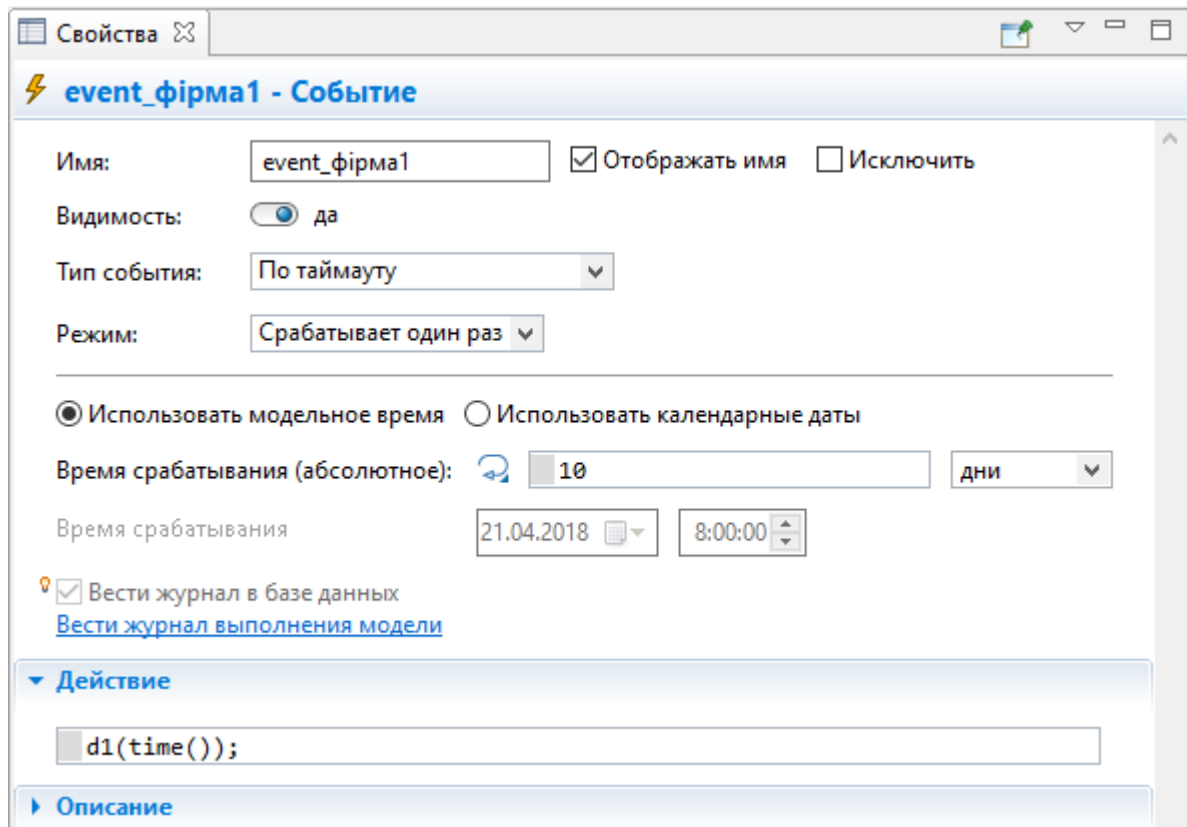 Свойства
event_фірма1 - Событие
Имя: event_фірма1 Отображать имя Исключить
Видимость: да
Тип события: По таймауту
Режим: Срабатывает один раз
Использовать модельное время Использовать календарные даты
Время срабатывания (абсолютное): 10 дни
Время срабатывания 21.04.2018 8:00:00
Вести журнал в базе данных
Вести журнал выполнения модели
Действие
d1(time());
Описание